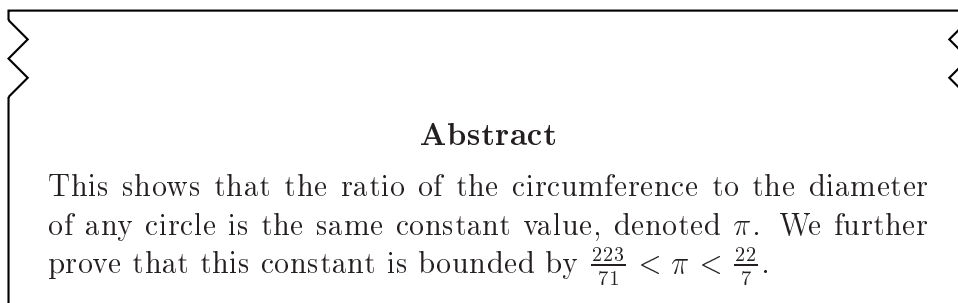 Abstract
This shows that the ratio of the circumference to the diameter
of any circle is the same constant value, denoted π. We further
prove that this constant is bounded by 223/71 < π < 22/7.